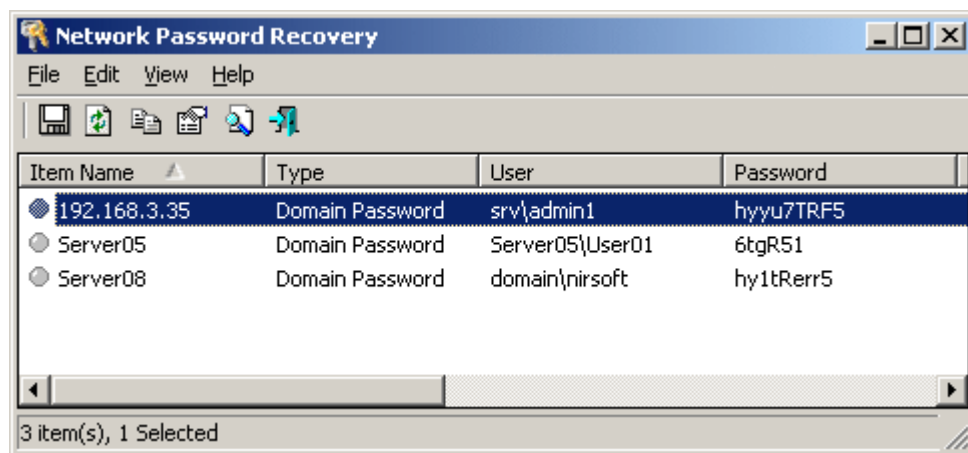 Network Password Recovery
File Edit View Help
Item Name Type User Password
192.168.3.35 Domain Password srv\admin1 hyyu7TRF5
Server05 Domain Password Server05\User01 6tgR51
Server08 Domain Password domain\nirsoft hy1tRerr5
3 item(s), 1 Selected